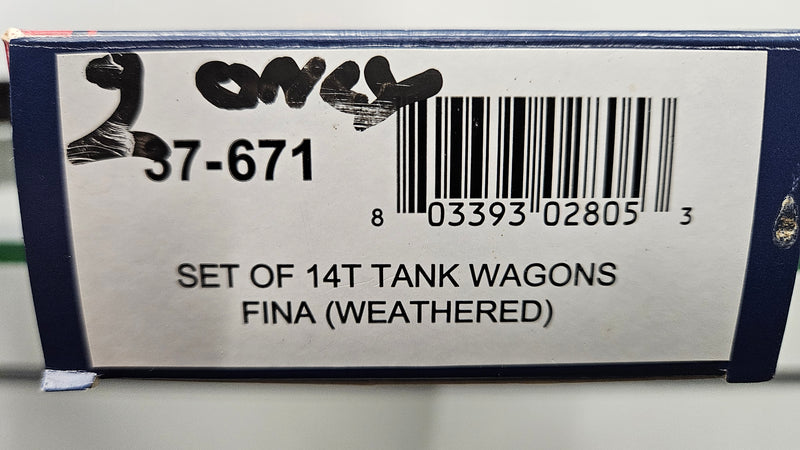 2 ONLY
37-671
8 03393 02805 3
SET OF 14T TANK WAGONS
FINA (WEATHERED)